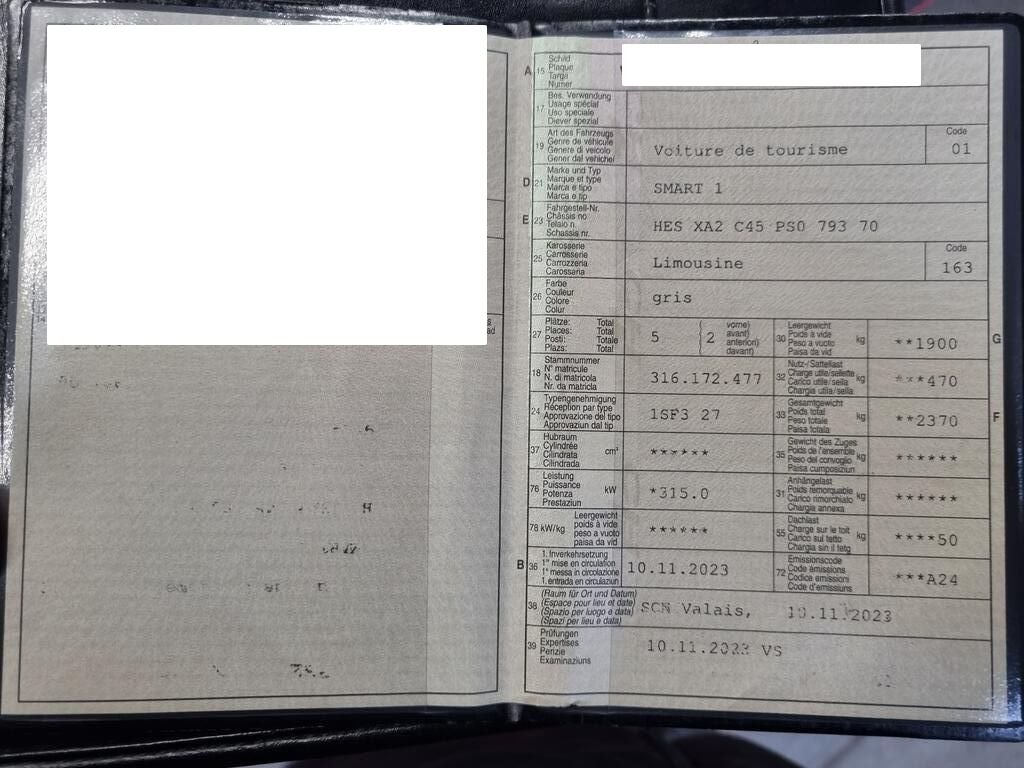 A 15 Schild
Plaque
Targa
Numer
17 Bes. Verwendung
Usage spécial
Uso speciale
Diever spezial
19 Art des Fahrzeugs
Genre de véhicule
Genere di veicolo
Gener dal vehichel
Voiture de tourisme
Code
01
D 21 Marke und Typ
Marque et type
Marca e tipo
Marca e tip
SMART 1
E 23 Fahrgestell-Nr.
Châssis no
Telaio n.
Schassis nr.
HES XA2 C45 PS0 793 70
25 Karosserie
Carrosserie
Carrozzeria
Carossaria
Limousine
Code
163
26 Farbe
Couleur
Colore
Colur
gris
27 Plätze: Total
Places: Total
Posti: Totale
Plazs: Total
5 2 vorne)
avant)
anteriori)
davant)
30 Leergewicht
Poids à vide
Peso a vuoto
Paisa da vid
kg **1900 G
18 Stammnummer
N° matricule
N. di matricola
Nr. da matricla
316.172.477
32 Nutz-/Sattellast
Charge utile/sellette
Carico utile/sella
Chargia utila/sella
kg ***470
24 Typengenehmigung
Réception par type
Approvazione del tipo
Approvaziun dal tip
1SF3 27
33 Gesamtgewicht
Poids total
Peso totale
Paisa totala
kg **2370 F
37 Hubraum
Cylindrée
Cilindrata
Cilindrada
cm³ ******
35 Gewicht des Zuges
Poids de l'ensemble
Peso del convoglio
Paisa cumposiziun
kg ******
76 Leistung
Puissance
Potenza
Prestaziun
kW *315.0
31 Anhängelast
Poids remorquable
Carico rimorchiato
Chargia annexa
kg ******
78 kW/kg Leergewicht
poids à vide
peso a vuoto
paisa da vid
******
55 Dachlast
Charge sur le toit
Carico sul tetto
Chargia sin il tetg
kg ****50
B 36 1. Inverkehrsetzung
1re mise en circulation
1a messa in circolazione
1. entrada en circulaziun
10.11.2023
72 Emissionscode
Code émissions
Codice emissioni
Code d'emissiuns
***A24
38 (Raum für Ort und Datum)
(Espace pour lieu et date)
(Spazio per luogo e data)
(Spazi per lieu e data)
SCN Valais, 10.11.2023
39 Prüfungen
Expertises
Perizie
Examinaziuns
10.11.2023 VS